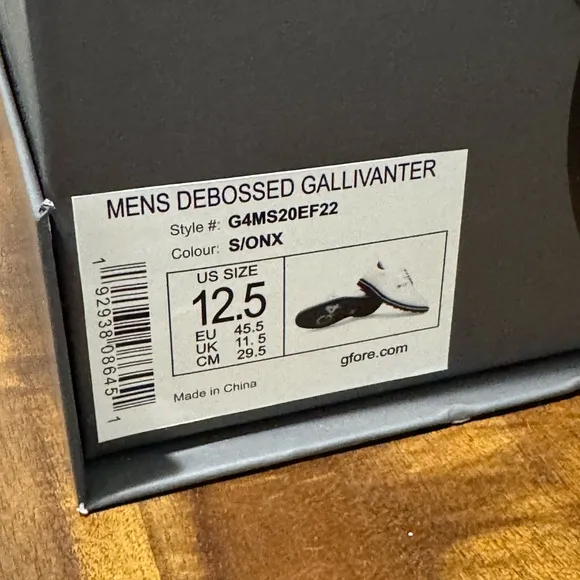 MENS DEBOSSED GALLIVANTER
Style #: G4MS20EF22
Colour: S/ONX
US SIZE
12.5
EU 45.5
UK 11.5
CM 29.5
gfore.com
Made in China
1 92938 08645 1